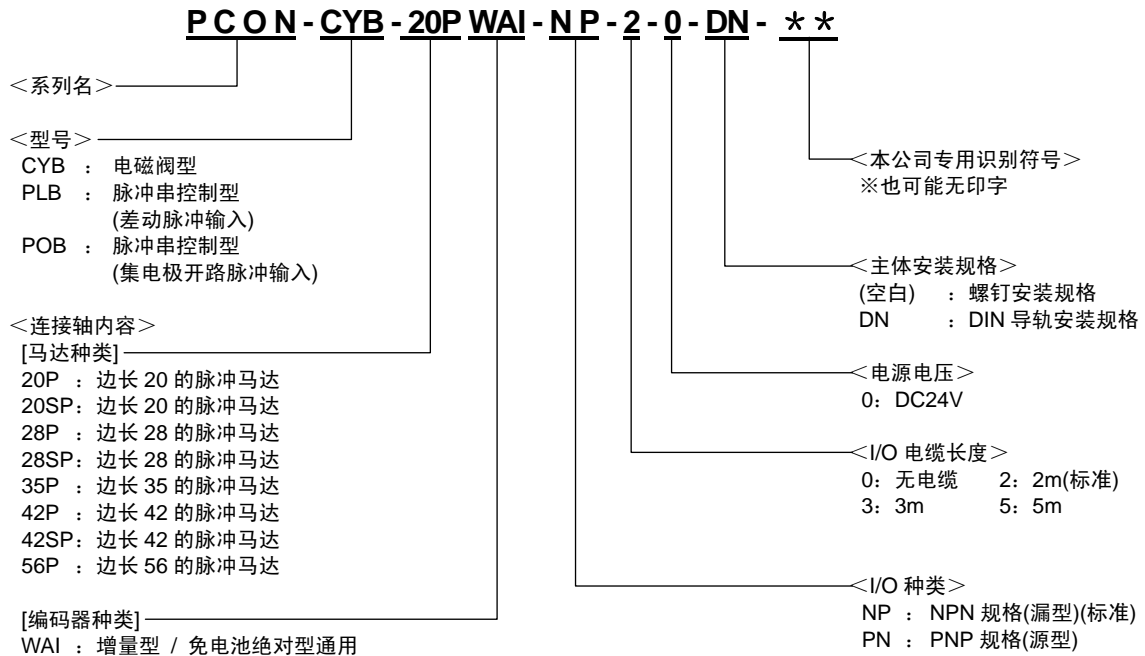 PCON-CYB-20PWAI-NP-2-0-DN-**
＜系列名＞
＜型号＞
CYB ： 电磁阀型
PLB ： 脉冲串控制型
(差动脉冲输入)
POB ： 脉冲串控制型
(集电极开路脉冲输入)
＜连接轴内容＞
[马达种类]
20P ：边长 20 的脉冲马达
20SP：边长 20 的脉冲马达
28P ：边长 28 的脉冲马达
28SP：边长 28 的脉冲马达
35P ：边长 35 的脉冲马达
42P ：边长 42 的脉冲马达
42SP：边长 42 的脉冲马达
56P ：边长 56 的脉冲马达
[编码器种类]
WAI ：增量型 / 免电池绝对型通用
＜本公司专用识别符号＞
※也可能无印字
＜主体安装规格＞
(空白) ：螺钉安装规格
DN ：DIN 导轨安装规格
＜电源电压＞
0：DC24V
＜I/O 电缆长度＞
0：无电缆 2：2m(标准)
3：3m 5：5m
＜I/O 种类＞
NP ：NPN 规格(漏型)(标准)
PN ：PNP 规格(源型)